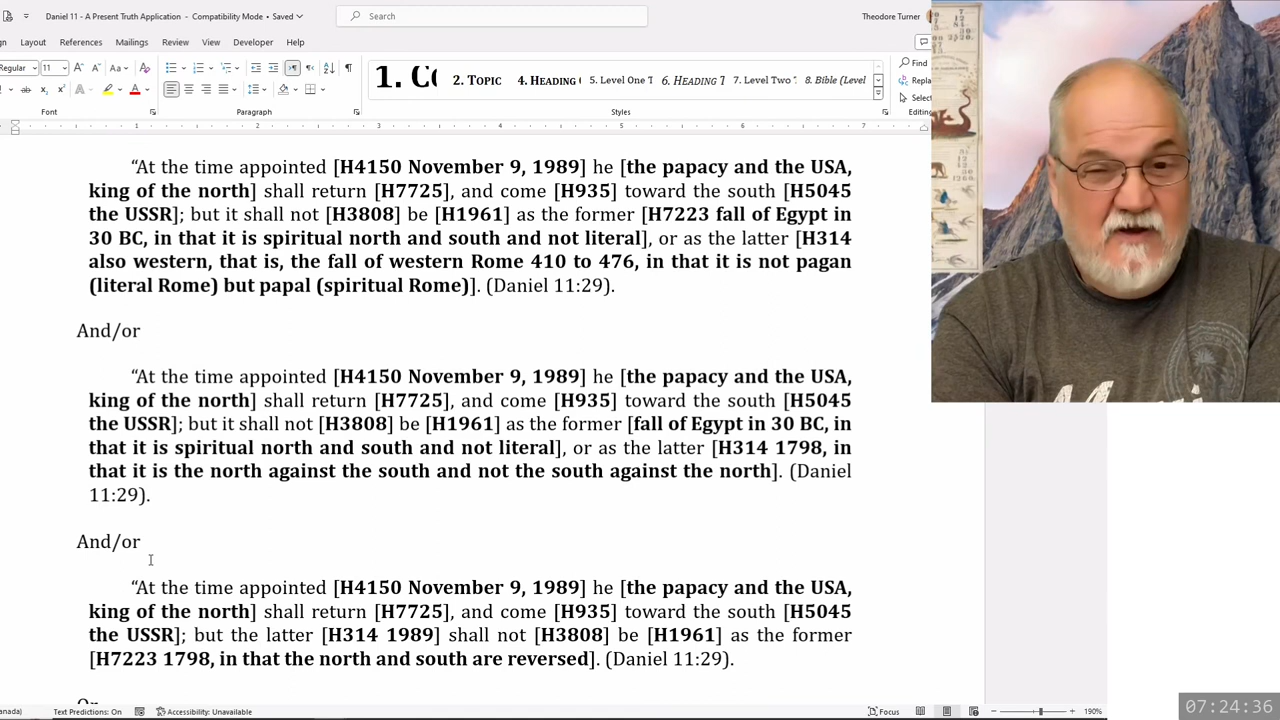 Daniel 11 - A Present Truth Application - Compatibility Mode • Saved
Search
Theodore Turner
Layout References Mailings Review View Developer Help
Regular 11 Aa
Find
1. 2. TOPIC 4. HEADING 5. Level One 6. HEADING 7. Level Two 8. Bible (Level
Font Paragraph Styles
1 2 3 4 5 6 7
“At the time appointed [H4150 November 9, 1989] he [the papacy and the USA,
king of the north] shall return [H7725], and come [H935] toward the south [H5045
the USSR]; but it shall not [H3808] be [H1961] as the former [H7223 fall of Egypt in
30 BC, in that it is spiritual north and south and not literal], or as the latter [H314
also western, that is, the fall of western Rome 410 to 476, in that it is not pagan
(literal Rome) but papal (spiritual Rome)]. (Daniel 11:29).
And/or
“At the time appointed [H4150 November 9, 1989] he [the papacy and the USA,
king of the north] shall return [H7725], and come [H935] toward the south [H5045
the USSR]; but it shall not [H3808] be [H1961] as the former [fall of Egypt in 30 BC, in
that it is spiritual north and south and not literal], or as the latter [H314 1798, in
that it is the north against the south and not the south against the north]. (Daniel
11:29).
And/or
“At the time appointed [H4150 November 9, 1989] he [the papacy and the USA,
king of the north] shall return [H7725], and come [H935] toward the south [H5045
the USSR]; but the latter [H314 1989] shall not [H3808] be [H1961] as the former
[H7223 1798, in that the north and south are reversed]. (Daniel 11:29).
Text Predictions: On Accessibility: Unavailable Focus 190%
07:24:36